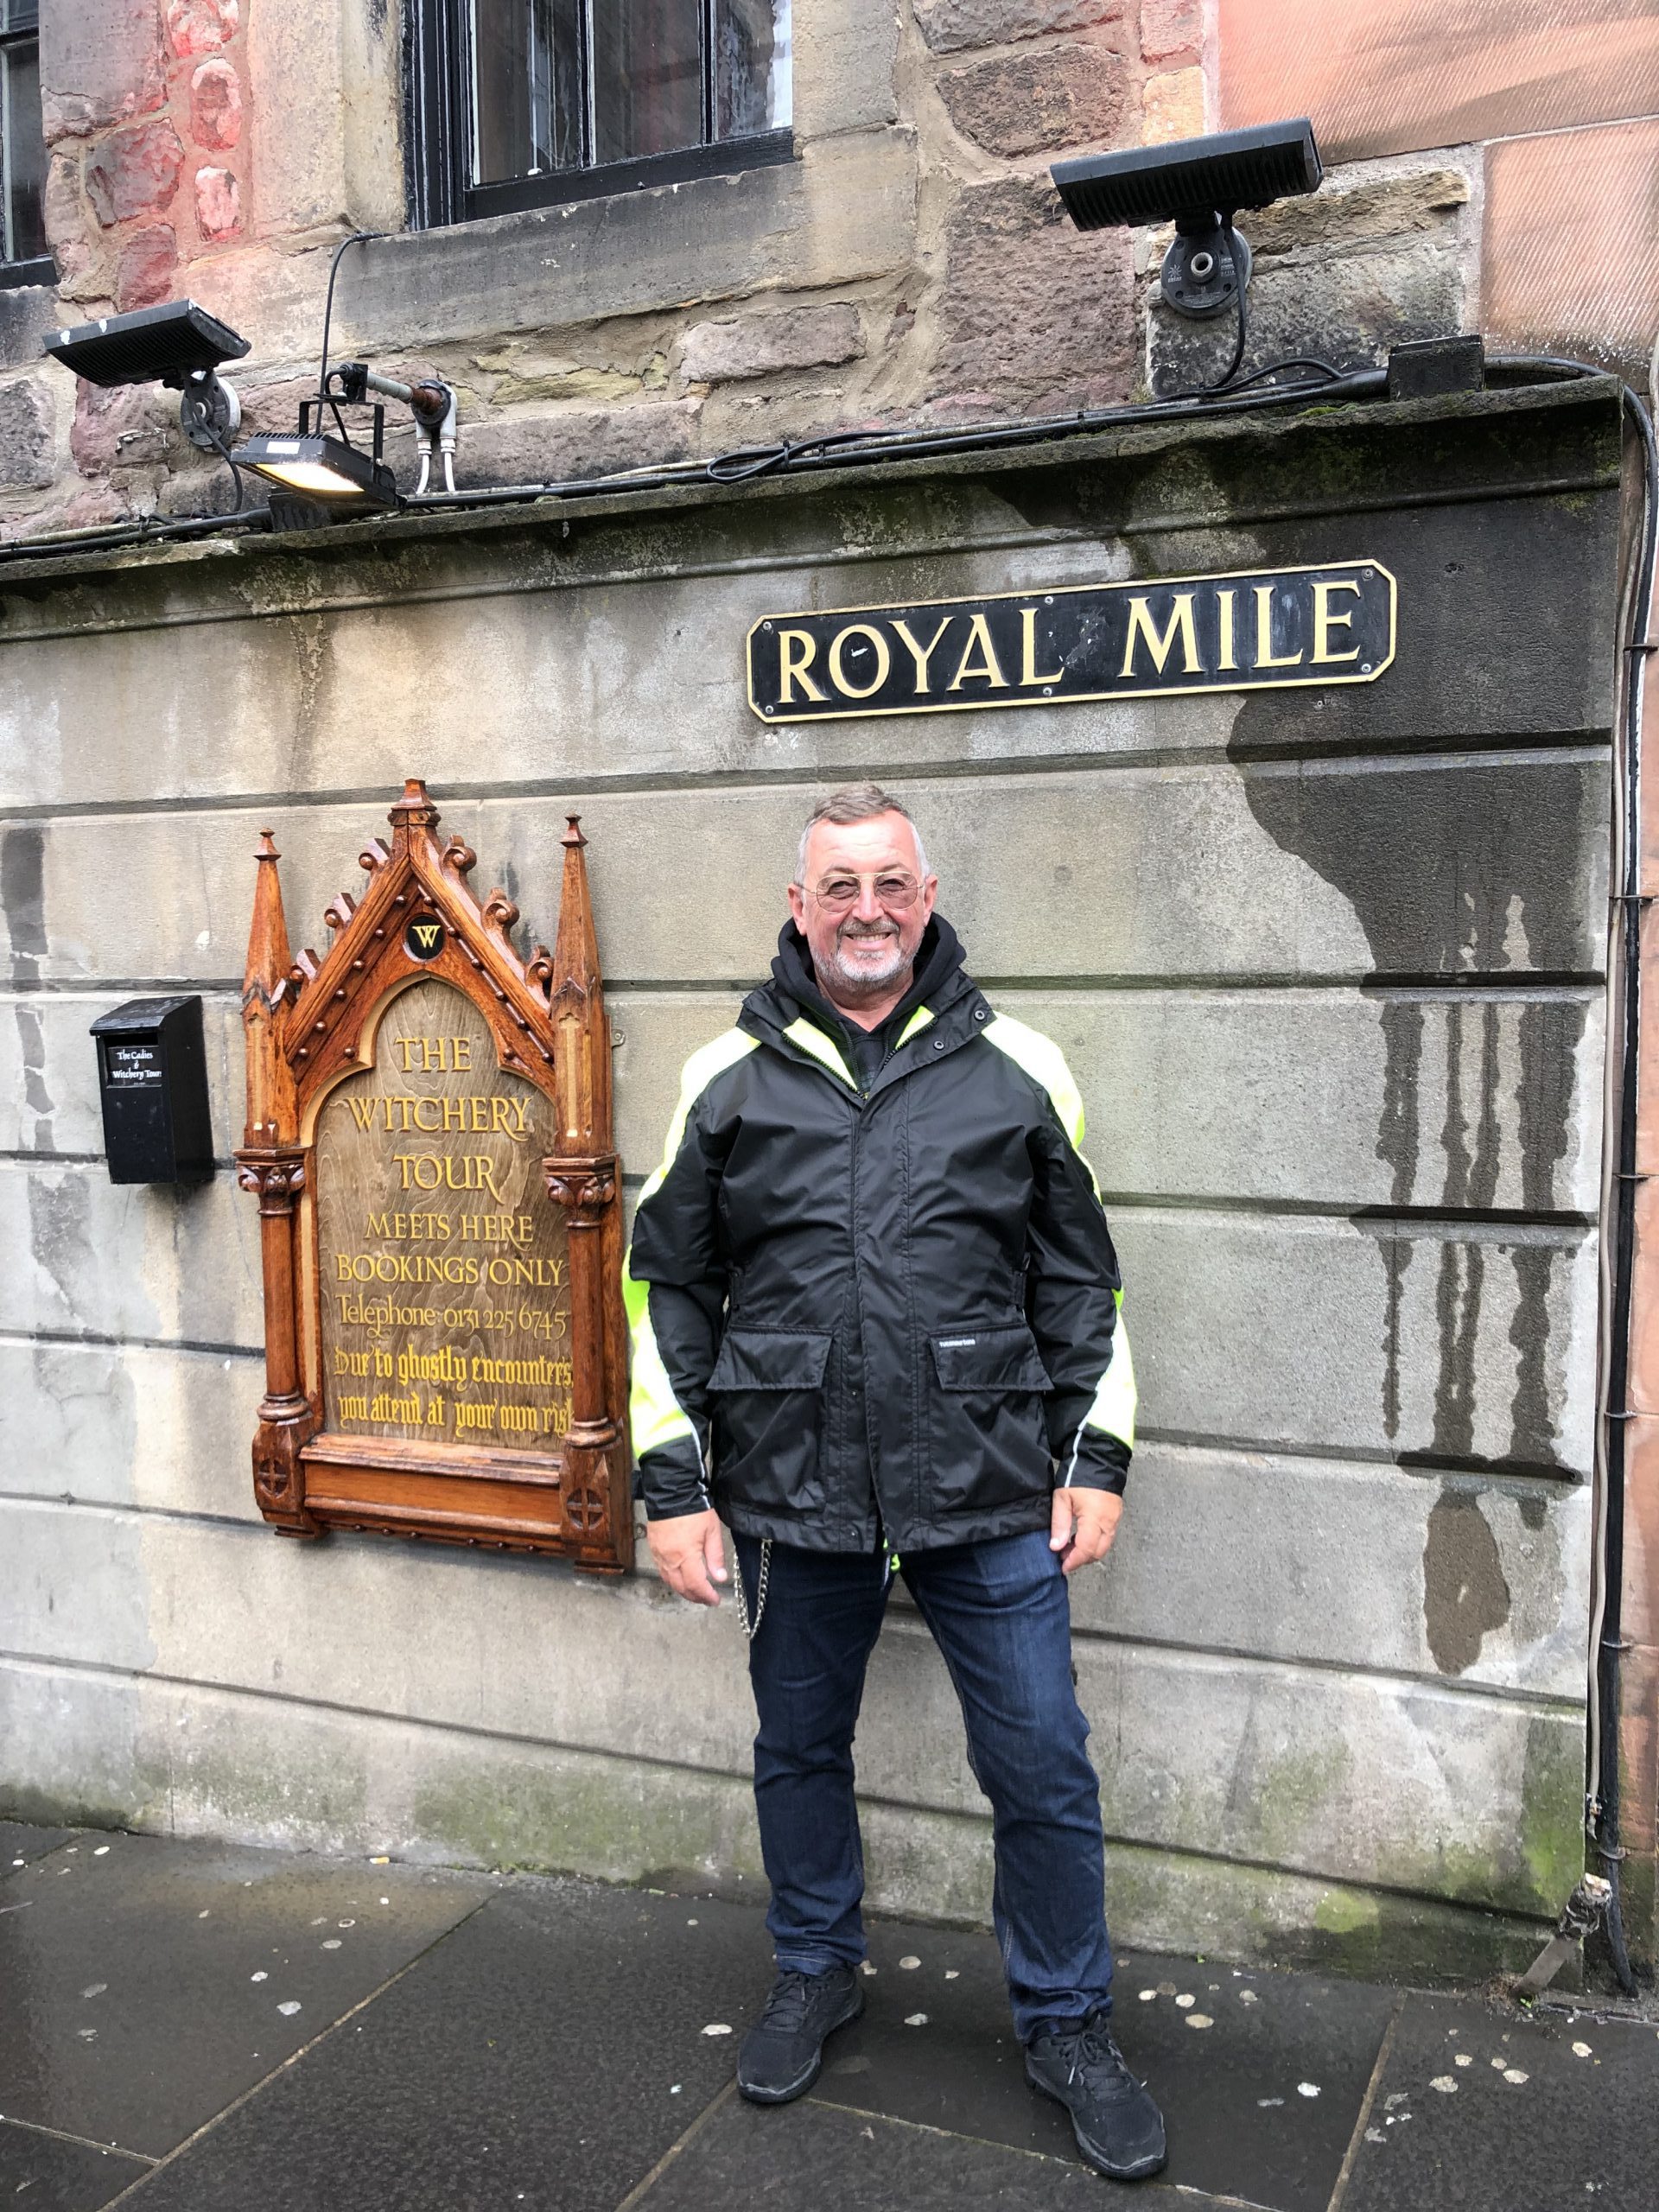 ROYAL MILE
W
THE
WITCHERY
TOUR
MEETS HERE
BOOKINGS ONLY
Telephone 0131 225 6745
Due to ghostly encounters,
you attend at your own risk
The Cadies
&
Witchery Tours